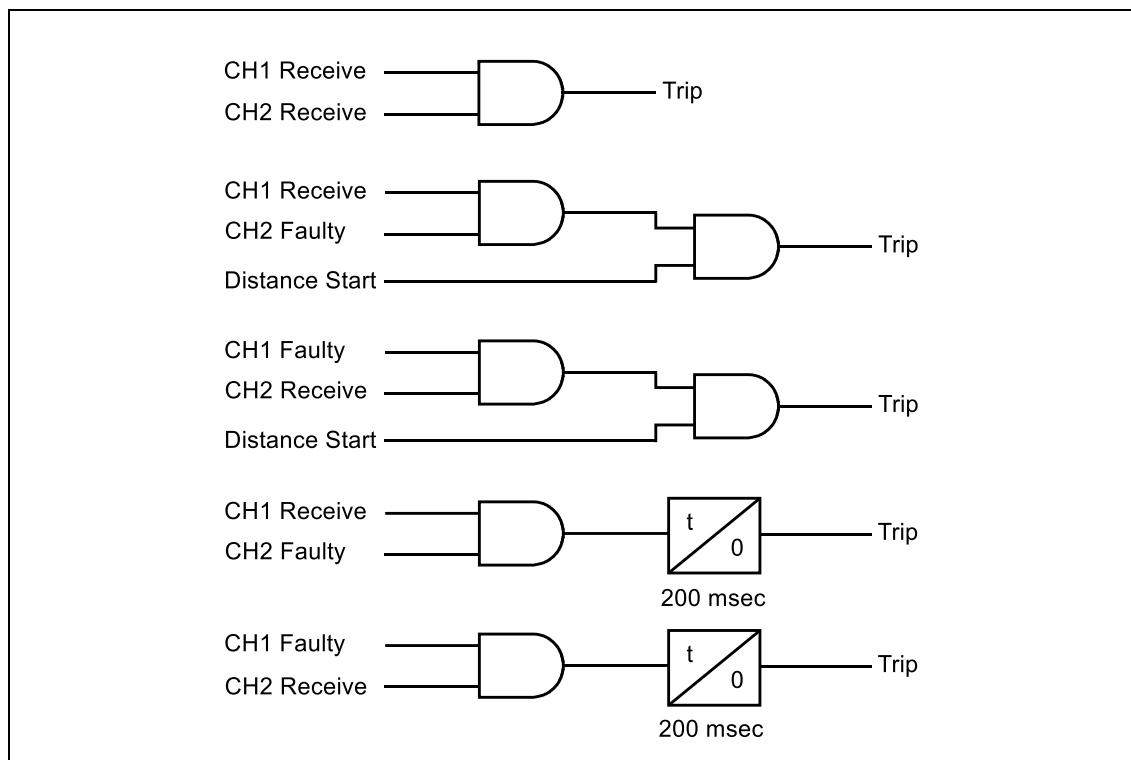 CH1 Receive
CH2 Receive
Trip
CH1 Receive
CH2 Faulty
Distance Start
Trip
CH1 Faulty
CH2 Receive
Distance Start
Trip
CH1 Receive
CH2 Faulty
t
0
Trip
200 msec
CH1 Faulty
CH2 Receive
t
0
Trip
200 msec